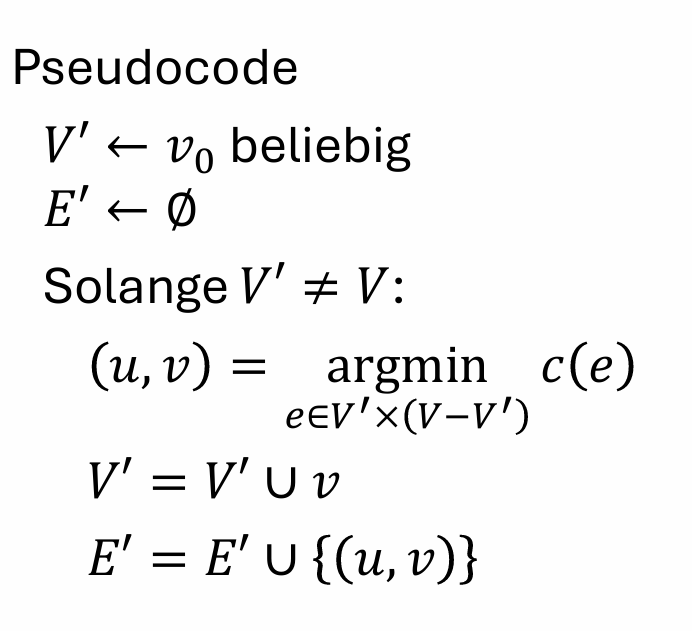 Pseudocode
V′ ← v₀ beliebig
E′ ← ∅
Solange V′ ≠ V:
(u, v) = argmin c(e)
e∈V′×(V−V′)
V′ = V′ ∪ v
E′ = E′ ∪ {(u, v)}